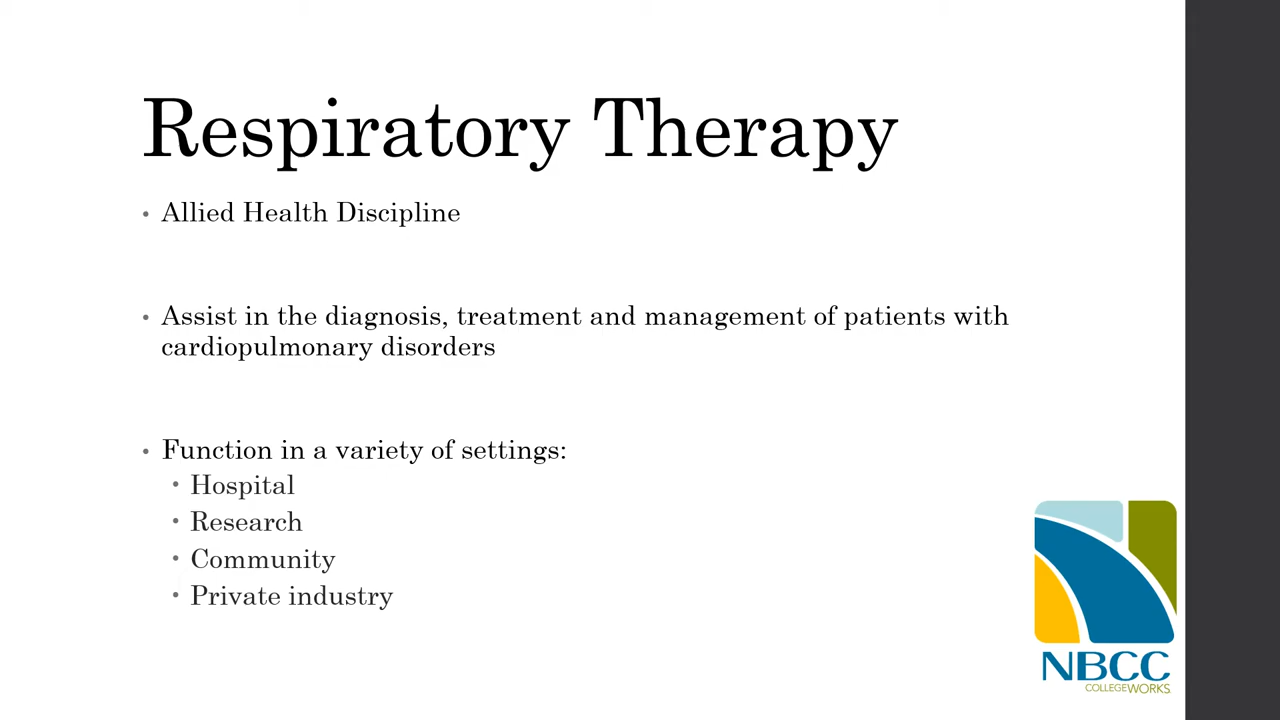 Respiratory Therapy
• Allied Health Discipline
• Assist in the diagnosis, treatment and management of patients with
cardiopulmonary disorders
• Function in a variety of settings:
• Hospital
• Research
• Community
• Private industry
NBCC
COLLEGEWORKS